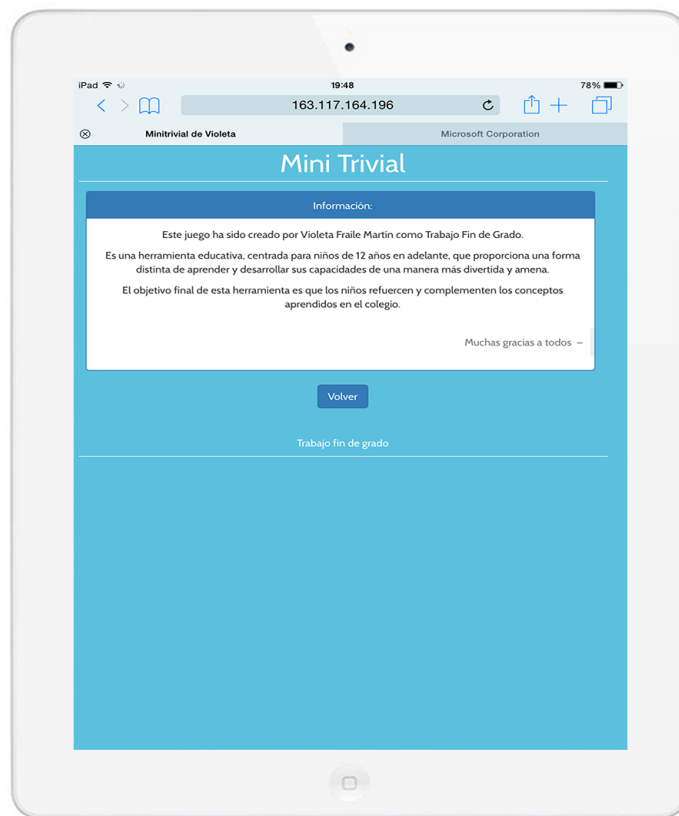 iPad 19:48 78%
163.117.164.196
Minitrivial de Violeta Microsoft Corporation
Mini Trivial
Información:
Este juego ha sido creado por Violeta Fraile Martín como Trabajo Fin de Grado.
Es una herramienta educativa, centrada para niños de 12 años en adelante, que proporciona una forma
distinta de aprender y desarrollar sus capacidades de una manera más divertida y amena.
El objetivo final de esta herramienta es que los niños refuercen y complementen los conceptos
aprendidos en el colegio.
Muchas gracias a todos –
Volver
Trabajo fin de grado